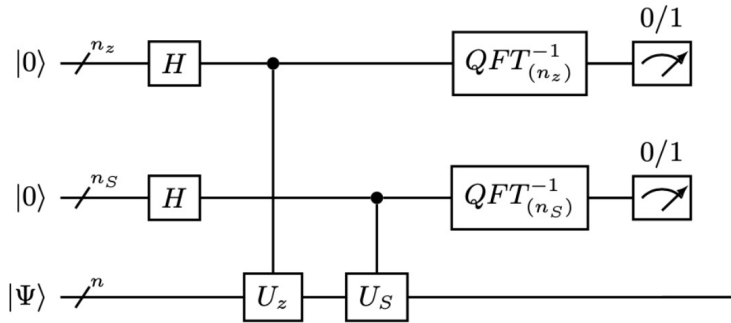 0/1
|0⟩ n_z H QFT^{-1}_{(n_z)}
0/1
|0⟩ n_S H QFT^{-1}_{(n_S)}
|Ψ⟩ n U_z U_S